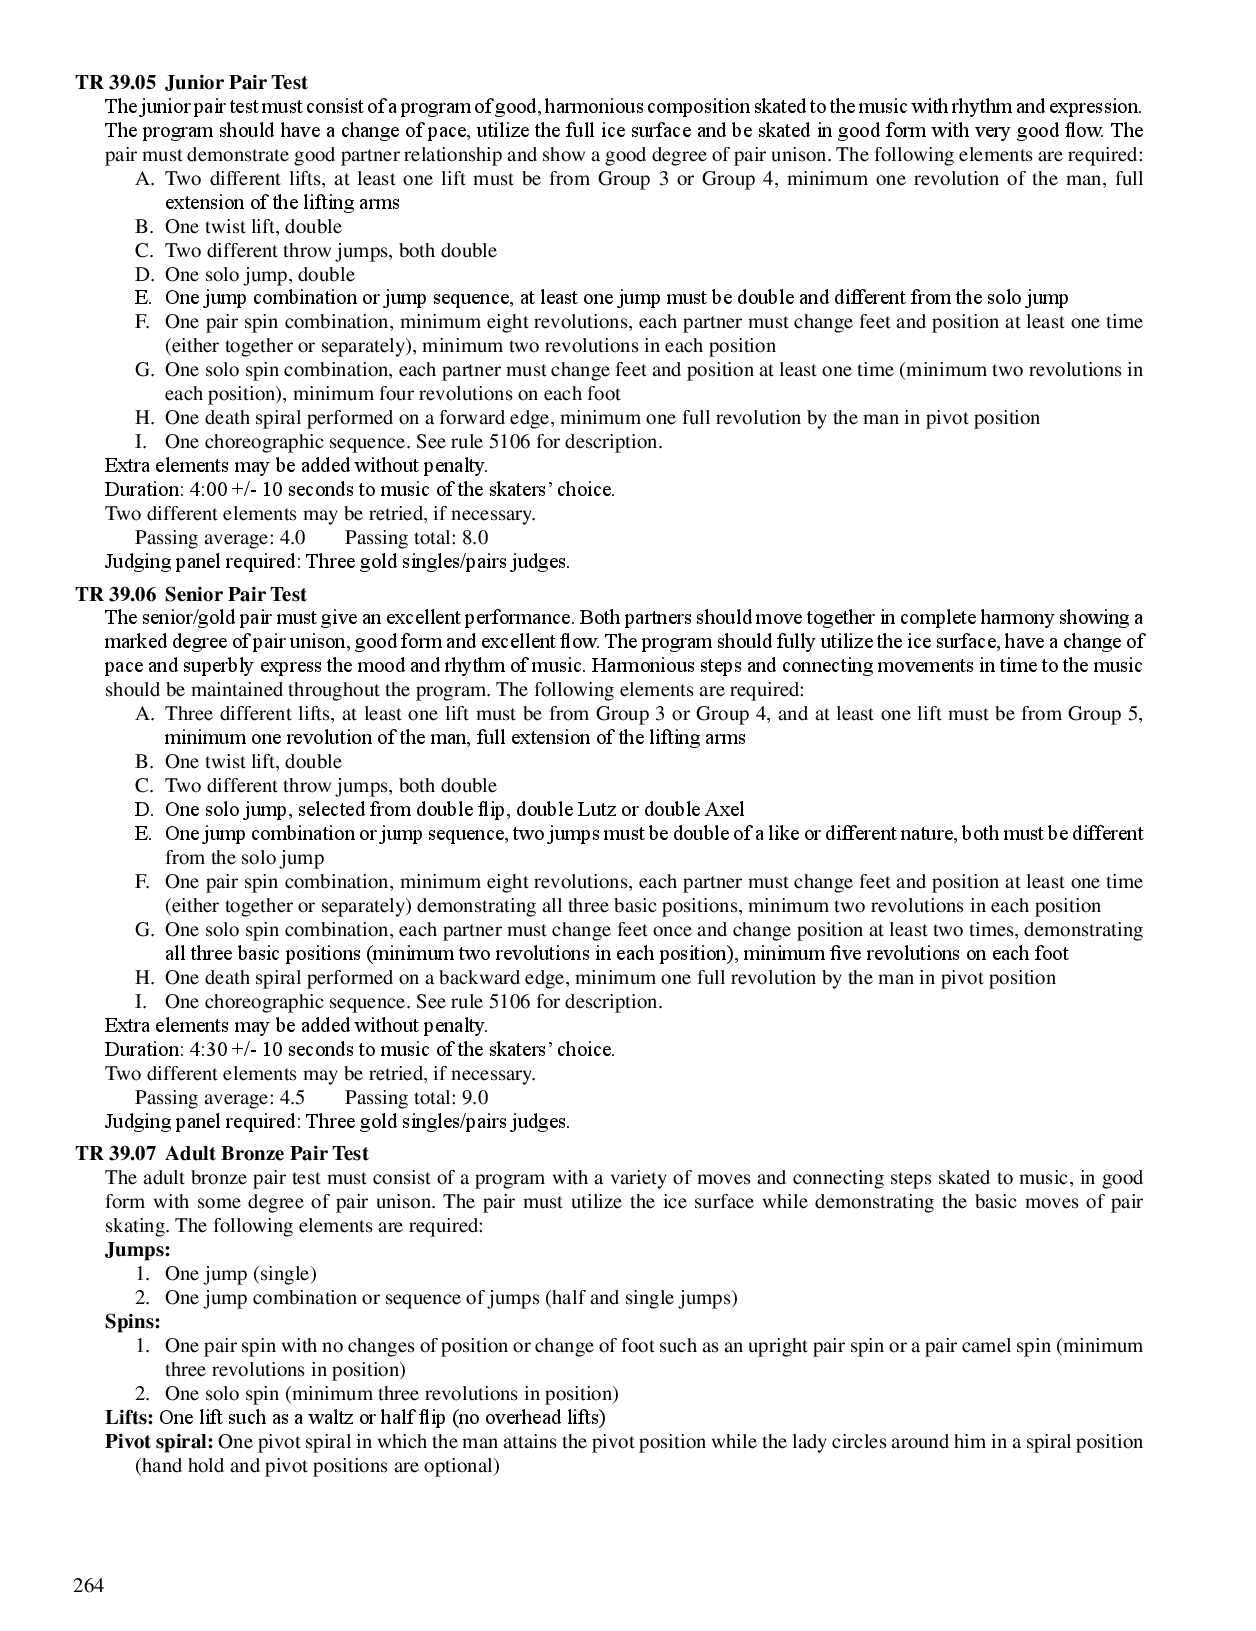 TR 39.05 Junior Pair Test
The junior pair test must consist of a program of good, harmonious composition skated to the music with rhythm and expression.
The program should have a change of pace, utilize the full ice surface and be skated in good form with very good flow. The
pair must demonstrate good partner relationship and show a good degree of pair unison. The following elements are required:
A. Two different lifts, at least one lift must be from Group 3 or Group 4, minimum one revolution of the man, full
extension of the lifting arms
B. One twist lift, double
C. Two different throw jumps, both double
D. One solo jump, double
E. One jump combination or jump sequence, at least one jump must be double and different from the solo jump
F. One pair spin combination, minimum eight revolutions, each partner must change feet and position at least one time
(either together or separately), minimum two revolutions in each position
G. One solo spin combination, each partner must change feet and position at least one time (minimum two revolutions in
each position), minimum four revolutions on each foot
H. One death spiral performed on a forward edge, minimum one full revolution by the man in pivot position
I. One choreographic sequence. See rule 5106 for description.
Extra elements may be added without penalty.
Duration: 4:00 +/- 10 seconds to music of the skaters' choice.
Two different elements may be retried, if necessary.
Passing average: 4.0 Passing total: 8.0
Judging panel required: Three gold singles/pairs judges.
TR 39.06 Senior Pair Test
The senior/gold pair must give an excellent performance. Both partners should move together in complete harmony showing a
marked degree of pair unison, good form and excellent flow. The program should fully utilize the ice surface, have a change of
pace and superbly express the mood and rhythm of music. Harmonious steps and connecting movements in time to the music
should be maintained throughout the program. The following elements are required:
A. Three different lifts, at least one lift must be from Group 3 or Group 4, and at least one lift must be from Group 5,
minimum one revolution of the man, full extension of the lifting arms
B. One twist lift, double
C. Two different throw jumps, both double
D. One solo jump, selected from double flip, double Lutz or double Axel
E. One jump combination or jump sequence, two jumps must be double of a like or different nature, both must be different
from the solo jump
F. One pair spin combination, minimum eight revolutions, each partner must change feet and position at least one time
(either together or separately) demonstrating all three basic positions, minimum two revolutions in each position
G. One solo spin combination, each partner must change feet once and change position at least two times, demonstrating
all three basic positions (minimum two revolutions in each position), minimum five revolutions on each foot
H. One death spiral performed on a backward edge, minimum one full revolution by the man in pivot position
I. One choreographic sequence. See rule 5106 for description.
Extra elements may be added without penalty.
Duration: 4:30 +/- 10 seconds to music of the skaters' choice.
Two different elements may be retried, if necessary.
Passing average: 4.5 Passing total: 9.0
Judging panel required: Three gold singles/pairs judges.
TR 39.07 Adult Bronze Pair Test
The adult bronze pair test must consist of a program with a variety of moves and connecting steps skated to music, in good
form with some degree of pair unison. The pair must utilize the ice surface while demonstrating the basic moves of pair
skating. The following elements are required:
Jumps:
1. One jump (single)
2. One jump combination or sequence of jumps (half and single jumps)
Spins:
1. One pair spin with no changes of position or change of foot such as an upright pair spin or a pair camel spin (minimum
three revolutions in position)
2. One solo spin (minimum three revolutions in position)
Lifts: One lift such as a waltz or half flip (no overhead lifts)
Pivot spiral: One pivot spiral in which the man attains the pivot position while the lady circles around him in a spiral position
(hand hold and pivot positions are optional)
264